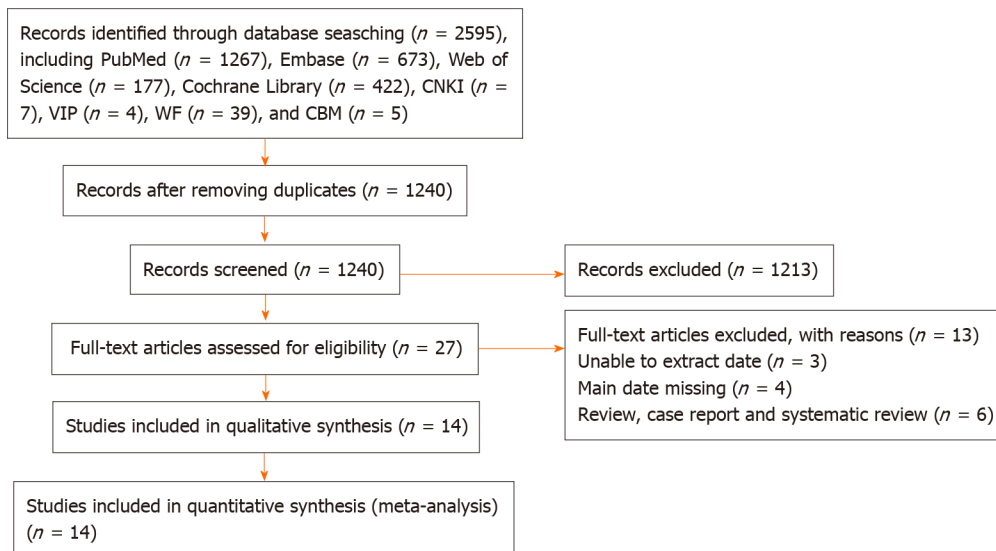 Records identified through database seasching (n = 2595),
including PubMed (n = 1267), Embase (n = 673), Web of
Science (n = 177), Cochrane Library (n = 422), CNKI (n =
7), VIP (n = 4), WF (n = 39), and CBM (n = 5)
Records after removing duplicates (n = 1240)
Records screened (n = 1240)
Records excluded (n = 1213)
Full-text articles assessed for eligibility (n = 27)
Full-text articles excluded, with reasons (n = 13)
Unable to extract date (n = 3)
Main date missing (n = 4)
Review, case report and systematic review (n = 6)
Studies included in qualitative synthesis (n = 14)
Studies included in quantitative synthesis (meta-analysis)
(n = 14)